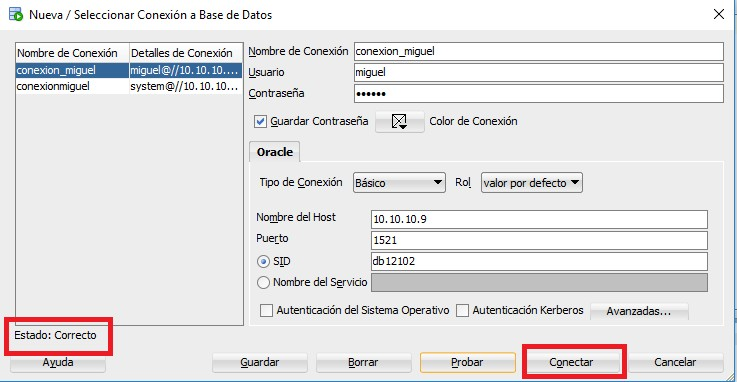 Nueva / Seleccionar Conexión a Base de Datos
Nombre de Conexión Detalles de Conexión
conexion_miguel miguel@//10.10.10....
conexionmiguel system@//10.10.10...
Nombre de Conexión conexion_miguel
Usuario miguel
Contraseña ••••••
Guardar Contraseña Color de Conexión
Oracle
Tipo de Conexión Básico Rol valor por defecto
Nombre del Host 10.10.10.9
Puerto 1521
SID db12102
Nombre del Servicio
Autenticación del Sistema Operativo Autenticación Kerberos Avanzadas...
Estado: Correcto
Ayuda Guardar Borrar Probar Conectar Cancelar